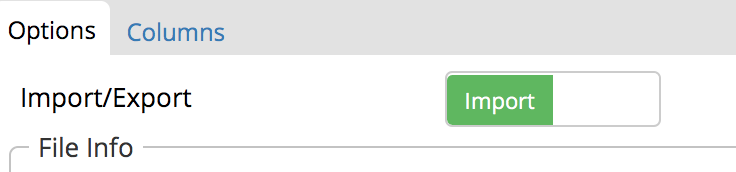 Options Columns
Import/Export Import
File Info